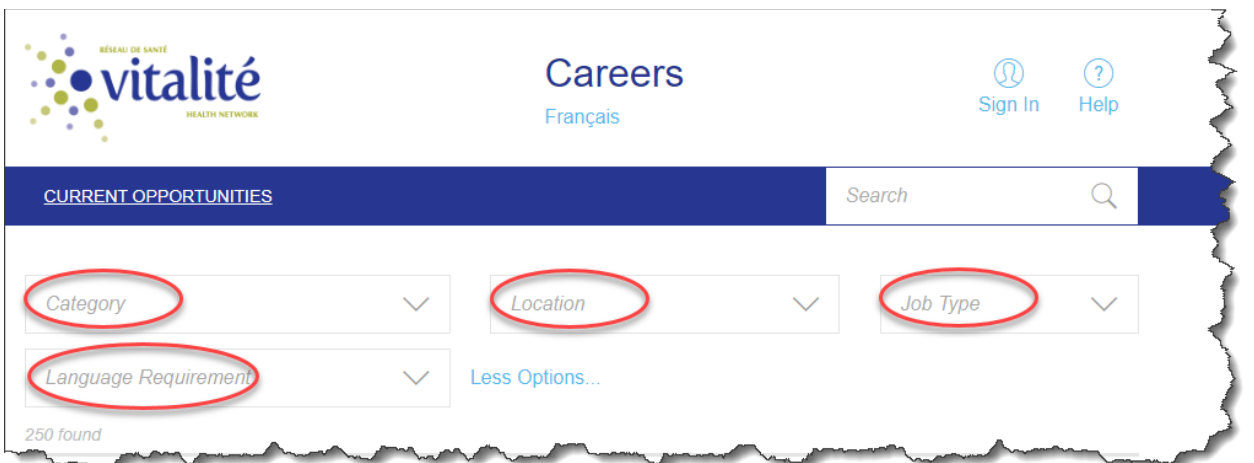 RÉSEAU DE SANTÉ
vitalité
HEALTH NETWORK
Careers
Français
Sign In
? Help
CURRENT OPPORTUNITIES
Search
Category
Location
Job Type
Language Requirement
Less Options...
250 found